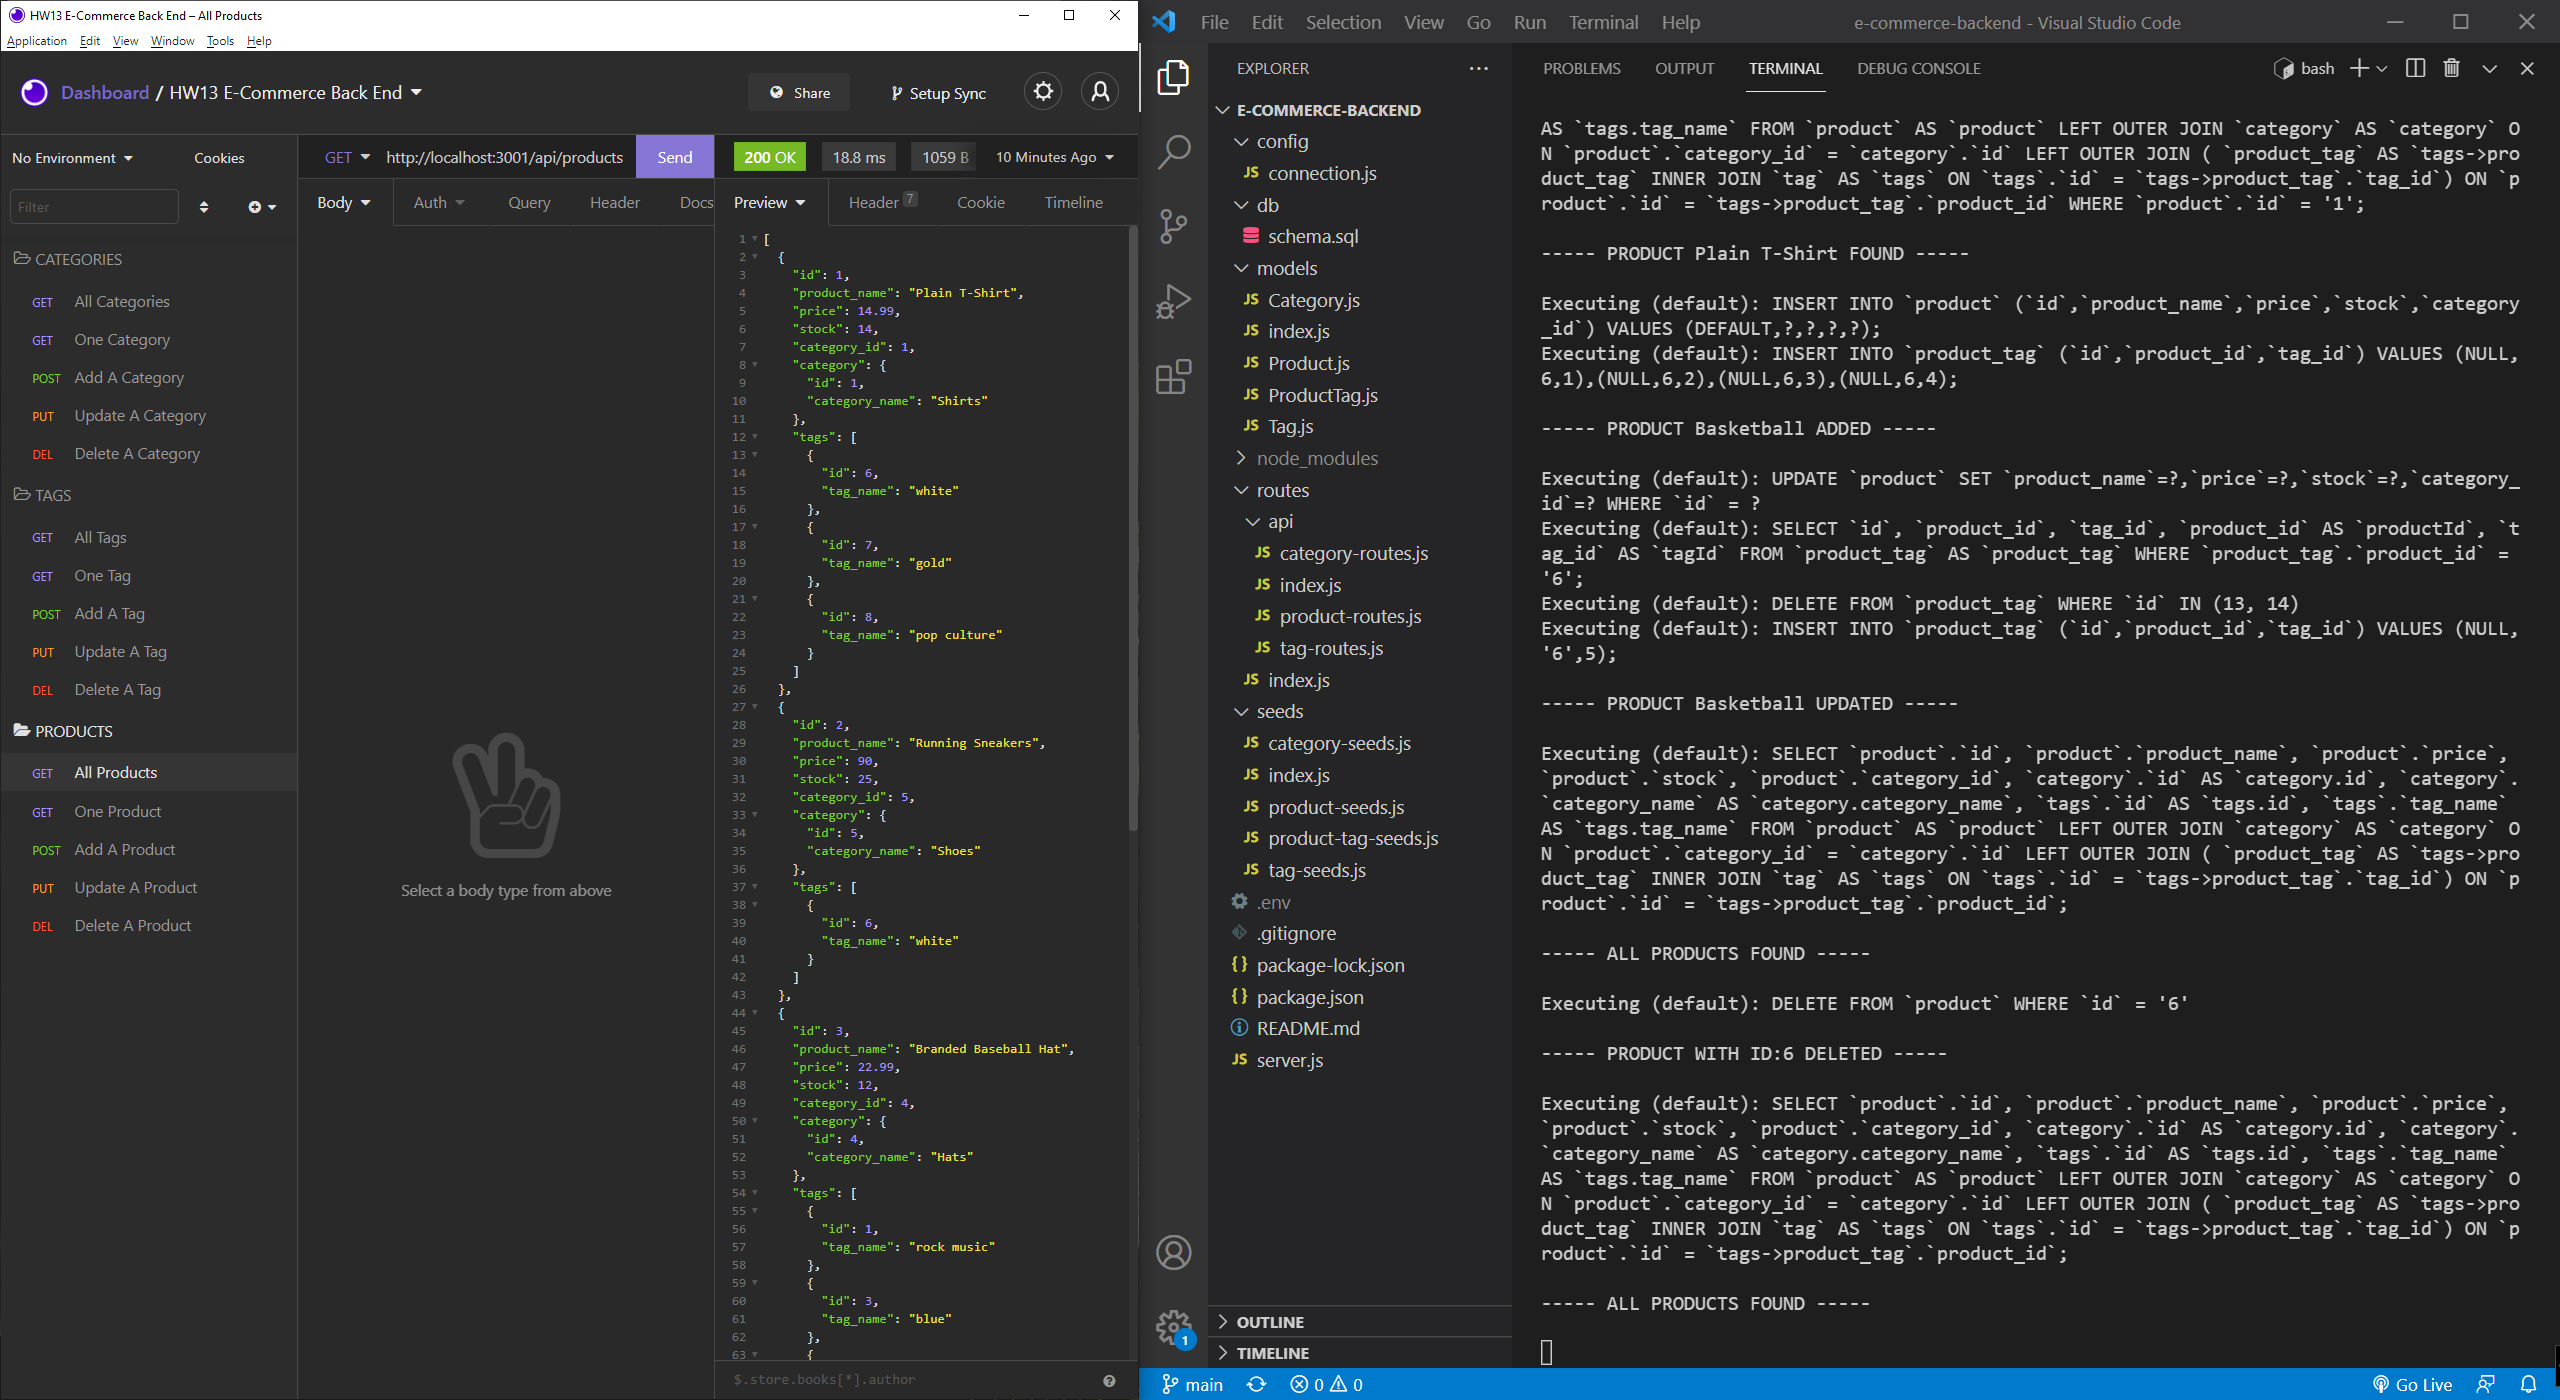 HW13 E-Commerce Back End – All Products
Application Edit View Window Tools Help
Dashboard / HW13 E-Commerce Back End
Share
Setup Sync
No Environment
Cookies
Filter
CATEGORIES
GET All Categories
GET One Category
POST Add A Category
PUT Update A Category
DEL Delete A Category
TAGS
GET All Tags
GET One Tag
POST Add A Tag
PUT Update A Tag
DEL Delete A Tag
PRODUCTS
GET All Products
GET One Product
POST Add A Product
PUT Update A Product
DEL Delete A Product
GET http://localhost:3001/api/products Send
Body Auth Query Header Docs
Select a body type from above
200 OK 18.8 ms 1059 B 10 Minutes Ago
Preview Header 7 Cookie Timeline
1 [
2 {
3 "id": 1,
4 "product_name": "Plain T-Shirt",
5 "price": 14.99,
6 "stock": 14,
7 "category_id": 1,
8 "category": {
9 "id": 1,
10 "category_name": "Shirts"
11 },
12 "tags": [
13 {
14 "id": 6,
15 "tag_name": "white"
16 },
17 {
18 "id": 7,
19 "tag_name": "gold"
20 },
21 {
22 "id": 8,
23 "tag_name": "pop culture"
24 }
25 ]
26 },
27 {
28 "id": 2,
29 "product_name": "Running Sneakers",
30 "price": 90,
31 "stock": 25,
32 "category_id": 5,
33 "category": {
34 "id": 5,
35 "category_name": "Shoes"
36 },
37 "tags": [
38 {
39 "id": 6,
40 "tag_name": "white"
41 }
42 ]
43 },
44 {
45 "id": 3,
46 "product_name": "Branded Baseball Hat",
47 "price": 22.99,
48 "stock": 12,
49 "category_id": 4,
50 "category": {
51 "id": 4,
52 "category_name": "Hats"
53 },
54 "tags": [
55 {
56 "id": 1,
57 "tag_name": "rock music"
58 },
59 {
60 "id": 3,
61 "tag_name": "blue"
62 },
63 {
$.store.books[*].author
File Edit Selection View Go Run Terminal Help
e-commerce-backend - Visual Studio Code
EXPLORER
E-COMMERCE-BACKEND
config
JS connection.js
db
schema.sql
models
JS Category.js
JS index.js
JS Product.js
JS ProductTag.js
JS Tag.js
node_modules
routes
api
JS category-routes.js
JS index.js
JS product-routes.js
JS tag-routes.js
JS index.js
seeds
JS category-seeds.js
JS index.js
JS product-seeds.js
JS product-tag-seeds.js
JS tag-seeds.js
.env
.gitignore
{} package-lock.json
{} package.json
README.md
JS server.js
OUTLINE
TIMELINE
1
PROBLEMS OUTPUT TERMINAL DEBUG CONSOLE
bash
AS `tags.tag_name` FROM `product` AS `product` LEFT OUTER JOIN `category` AS `category` O
N `product`.`category_id` = `category`.`id` LEFT OUTER JOIN ( `product_tag` AS `tags->pro
duct_tag` INNER JOIN `tag` AS `tags` ON `tags`.`id` = `tags->product_tag`.`tag_id`) ON `p
roduct`.`id` = `tags->product_tag`.`product_id` WHERE `product`.`id` = '1';
----- PRODUCT Plain T-Shirt FOUND -----
Executing (default): INSERT INTO `product` (`id`,`product_name`,`price`,`stock`,`category
_id`) VALUES (DEFAULT,?,?,?,?);
Executing (default): INSERT INTO `product_tag` (`id`,`product_id`,`tag_id`) VALUES (NULL,
6,1),(NULL,6,2),(NULL,6,3),(NULL,6,4);
----- PRODUCT Basketball ADDED -----
Executing (default): UPDATE `product` SET `product_name`=?,`price`=?,`stock`=?,`category_
id`=? WHERE `id` = ?
Executing (default): SELECT `id`, `product_id`, `tag_id`, `product_id` AS `productId`, `t
ag_id` AS `tagId` FROM `product_tag` AS `product_tag` WHERE `product_tag`.`product_id` =
'6';
Executing (default): DELETE FROM `product_tag` WHERE `id` IN (13, 14)
Executing (default): INSERT INTO `product_tag` (`id`,`product_id`,`tag_id`) VALUES (NULL,
'6',5);
----- PRODUCT Basketball UPDATED -----
Executing (default): SELECT `product`.`id`, `product`.`product_name`, `product`.`price`,
`product`.`stock`, `product`.`category_id`, `category`.`id` AS `category.id`, `category`.
`category_name` AS `category.category_name`, `tags`.`id` AS `tags.id`, `tags`.`tag_name`
AS `tags.tag_name` FROM `product` AS `product` LEFT OUTER JOIN `category` AS `category` O
N `product`.`category_id` = `category`.`id` LEFT OUTER JOIN ( `product_tag` AS `tags->pro
duct_tag` INNER JOIN `tag` AS `tags` ON `tags`.`id` = `tags->product_tag`.`tag_id`) ON `p
roduct`.`id` = `tags->product_tag`.`product_id`;
----- ALL PRODUCTS FOUND -----
Executing (default): DELETE FROM `product` WHERE `id` = '6'
----- PRODUCT WITH ID:6 DELETED -----
Executing (default): SELECT `product`.`id`, `product`.`product_name`, `product`.`price`,
`product`.`stock`, `product`.`category_id`, `category`.`id` AS `category.id`, `category`.
`category_name` AS `category.category_name`, `tags`.`id` AS `tags.id`, `tags`.`tag_name`
AS `tags.tag_name` FROM `product` AS `product` LEFT OUTER JOIN `category` AS `category` O
N `product`.`category_id` = `category`.`id` LEFT OUTER JOIN ( `product_tag` AS `tags->pro
duct_tag` INNER JOIN `tag` AS `tags` ON `tags`.`id` = `tags->product_tag`.`tag_id`) ON `p
roduct`.`id` = `tags->product_tag`.`product_id`;
----- ALL PRODUCTS FOUND -----
main 0 0 Go Live